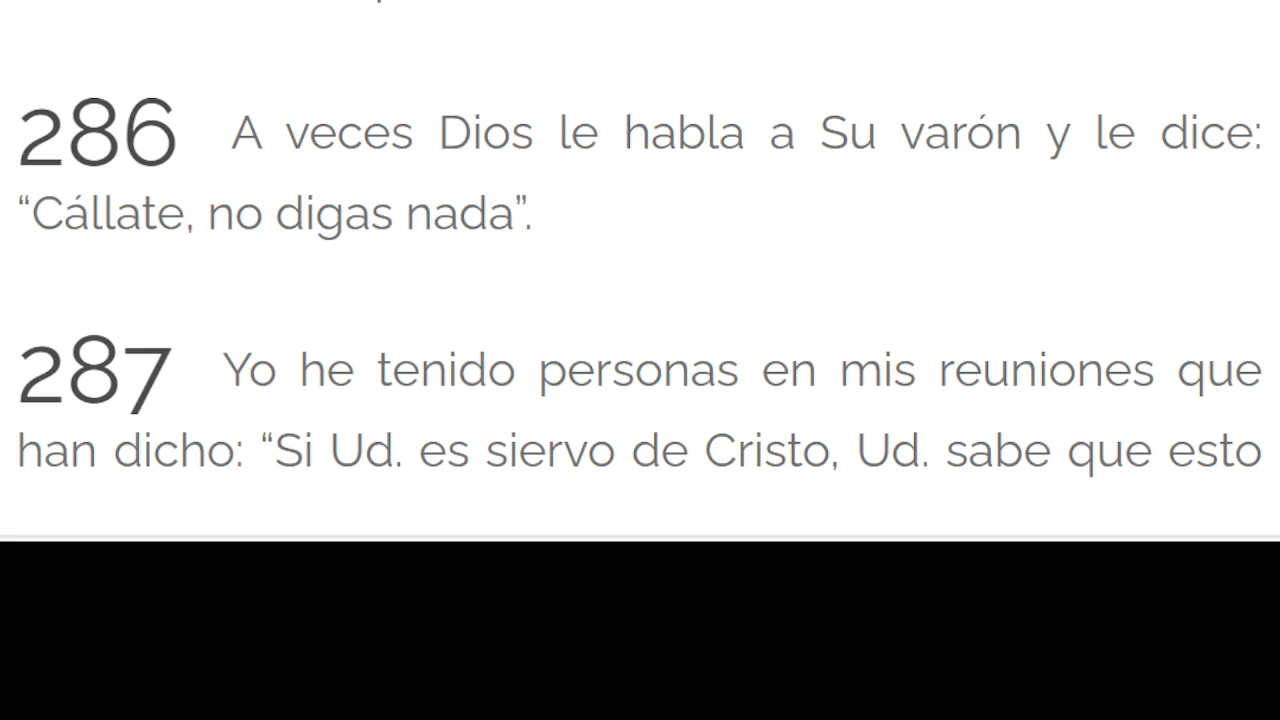 286 A veces Dios le habla a Su varón y le dice:
“Cállate, no digas nada”.
287 Yo he tenido personas en mis reuniones que
han dicho: “Si Ud. es siervo de Cristo, Ud. sabe que esto